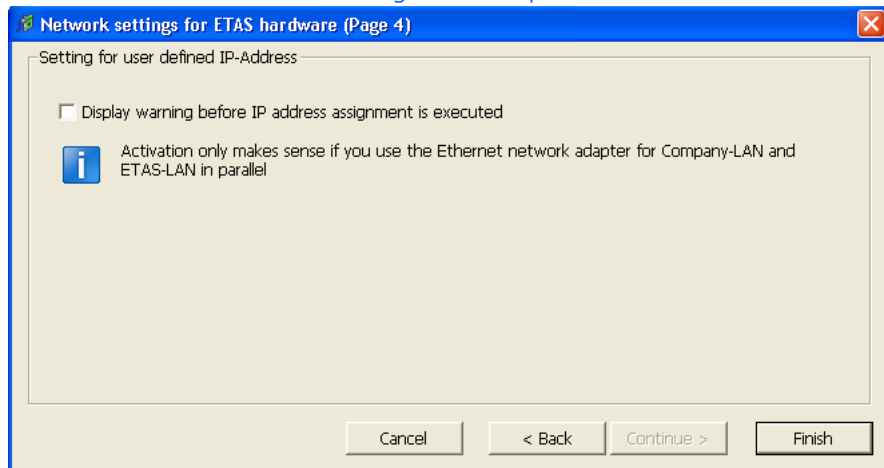 Network settings for ETAS hardware (Page 4)
Setting for user defined IP-Address
Display warning before IP address assignment is executed
Activation only makes sense if you use the Ethernet network adapter for Company-LAN and
ETAS-LAN in parallel
Cancel
< Back
Continue >
Finish